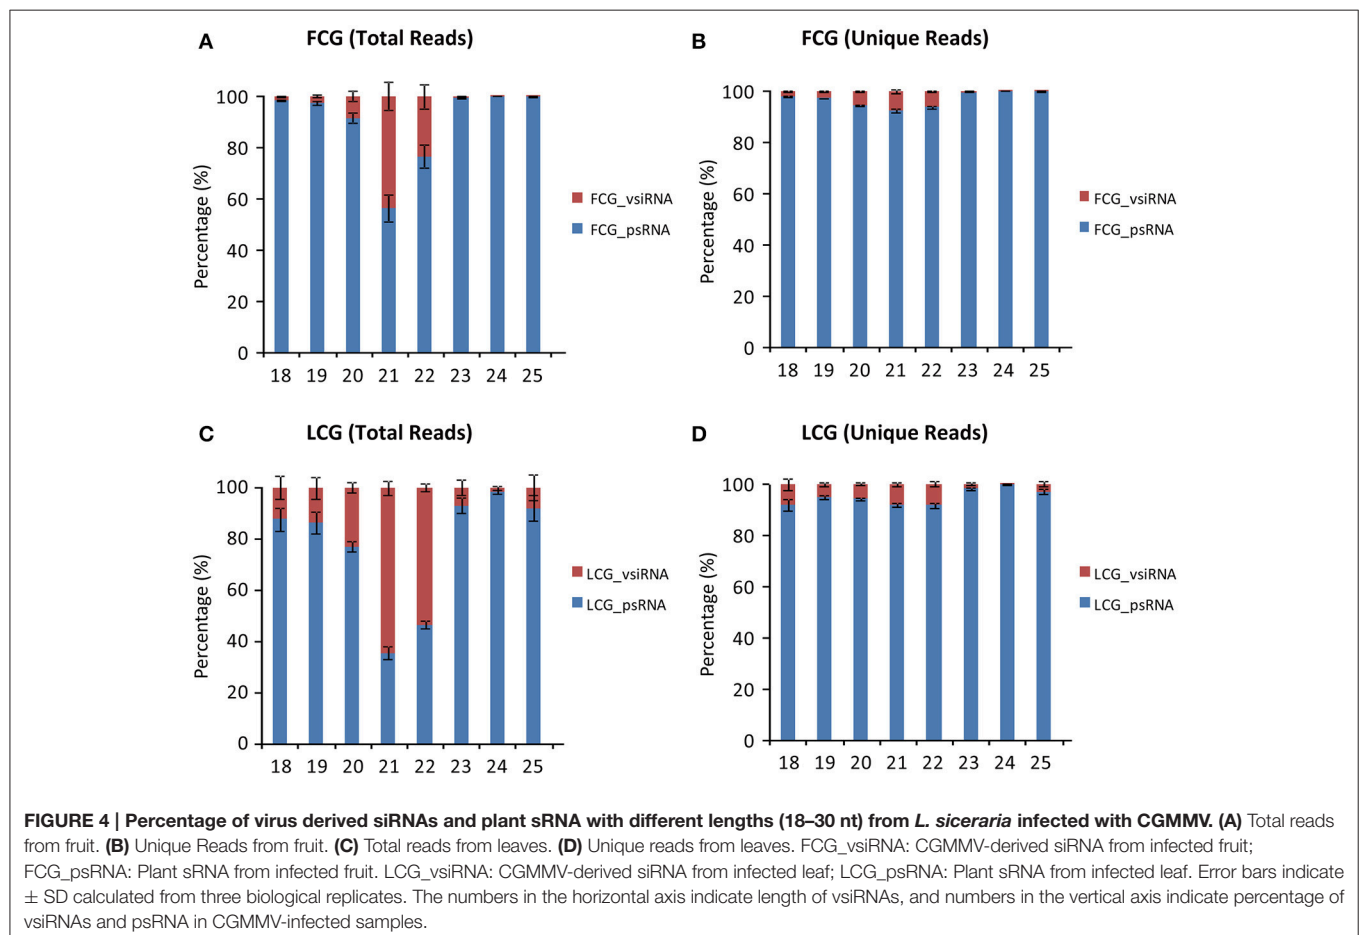 A
FCG (Total Reads)
Percentage (%)
100
80
60
40
20
0
18 19 20 21 22 23 24 25
FCG_vsiRNA
FCG_psRNA
B
FCG (Unique Reads)
Percentage (%)
100
80
60
40
20
0
18 19 20 21 22 23 24 25
FCG_vsiRNA
FCG_psRNA
C
LCG (Total Reads)
Percentage (%)
100
80
60
40
20
0
18 19 20 21 22 23 24 25
LCG_vsiRNA
LCG_psRNA
D
LCG (Unique Reads)
Percentage (%)
100
80
60
40
20
0
18 19 20 21 22 23 24 25
LCG_vsiRNA
LCG_psRNA
FIGURE 4 | Percentage of virus derived siRNAs and plant sRNA with different lengths (18–30 nt) from L. siceraria infected with CGMMV. (A) Total reads
from fruit. (B) Unique Reads from fruit. (C) Total reads from leaves. (D) Unique reads from leaves. FCG_vsiRNA: CGMMV-derived siRNA from infected fruit;
FCG_psRNA: Plant sRNA from infected fruit. LCG_vsiRNA: CGMMV-derived siRNA from infected leaf; LCG_psRNA: Plant sRNA from infected leaf. Error bars indicate
± SD calculated from three biological replicates. The numbers in the horizontal axis indicate length of vsiRNAs, and numbers in the vertical axis indicate percentage of
vsiRNAs and psRNA in CGMMV-infected samples.